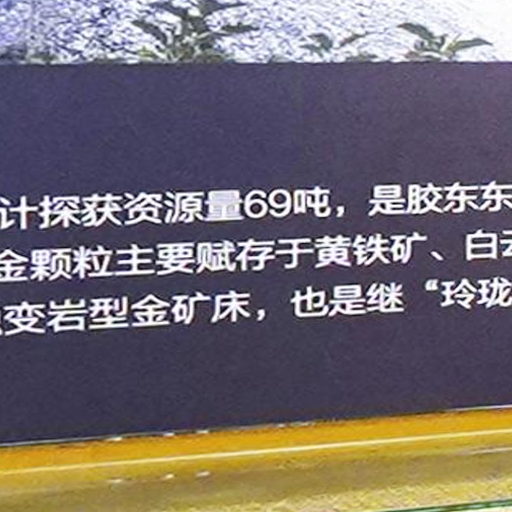 计探获资源量69吨，是胶东东
金颗粒主要赋存于黄铁矿、白云
变岩型金矿床，也是继“玲珑